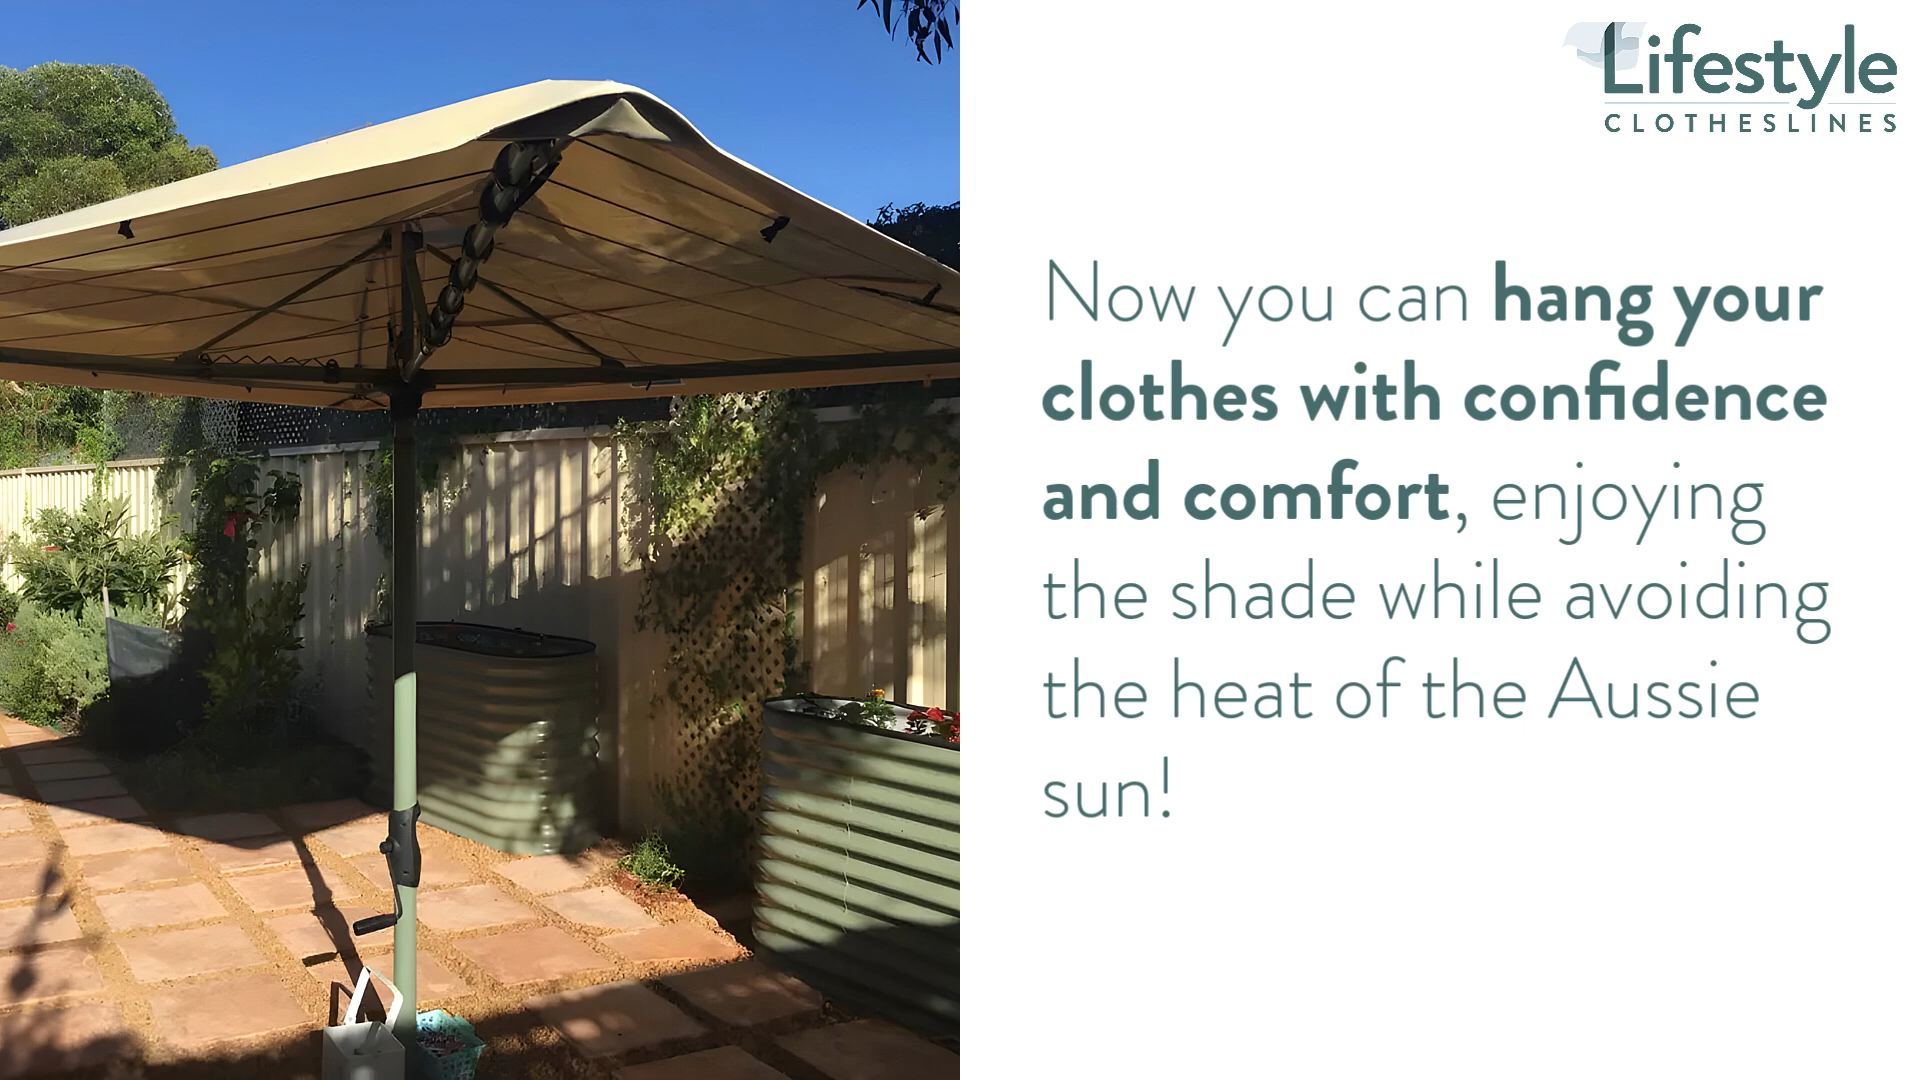 Lifestyle
CLOTHESLINES
Now you can hang your
clothes with confidence
and comfort, enjoying
the shade while avoiding
the heat of the Aussie
sun!